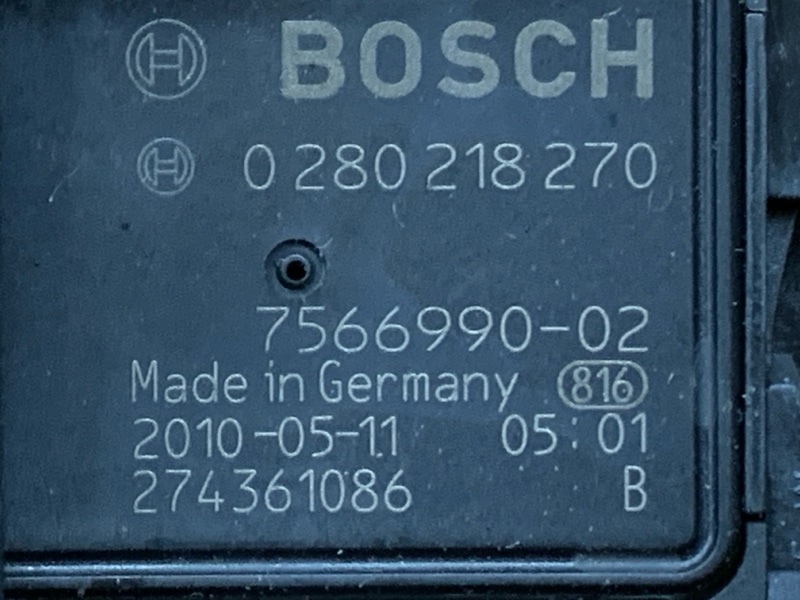 BOSCH
0 280 218 270
7566990-02
Made in Germany 816
2010-05-11 05:01
274361086 B